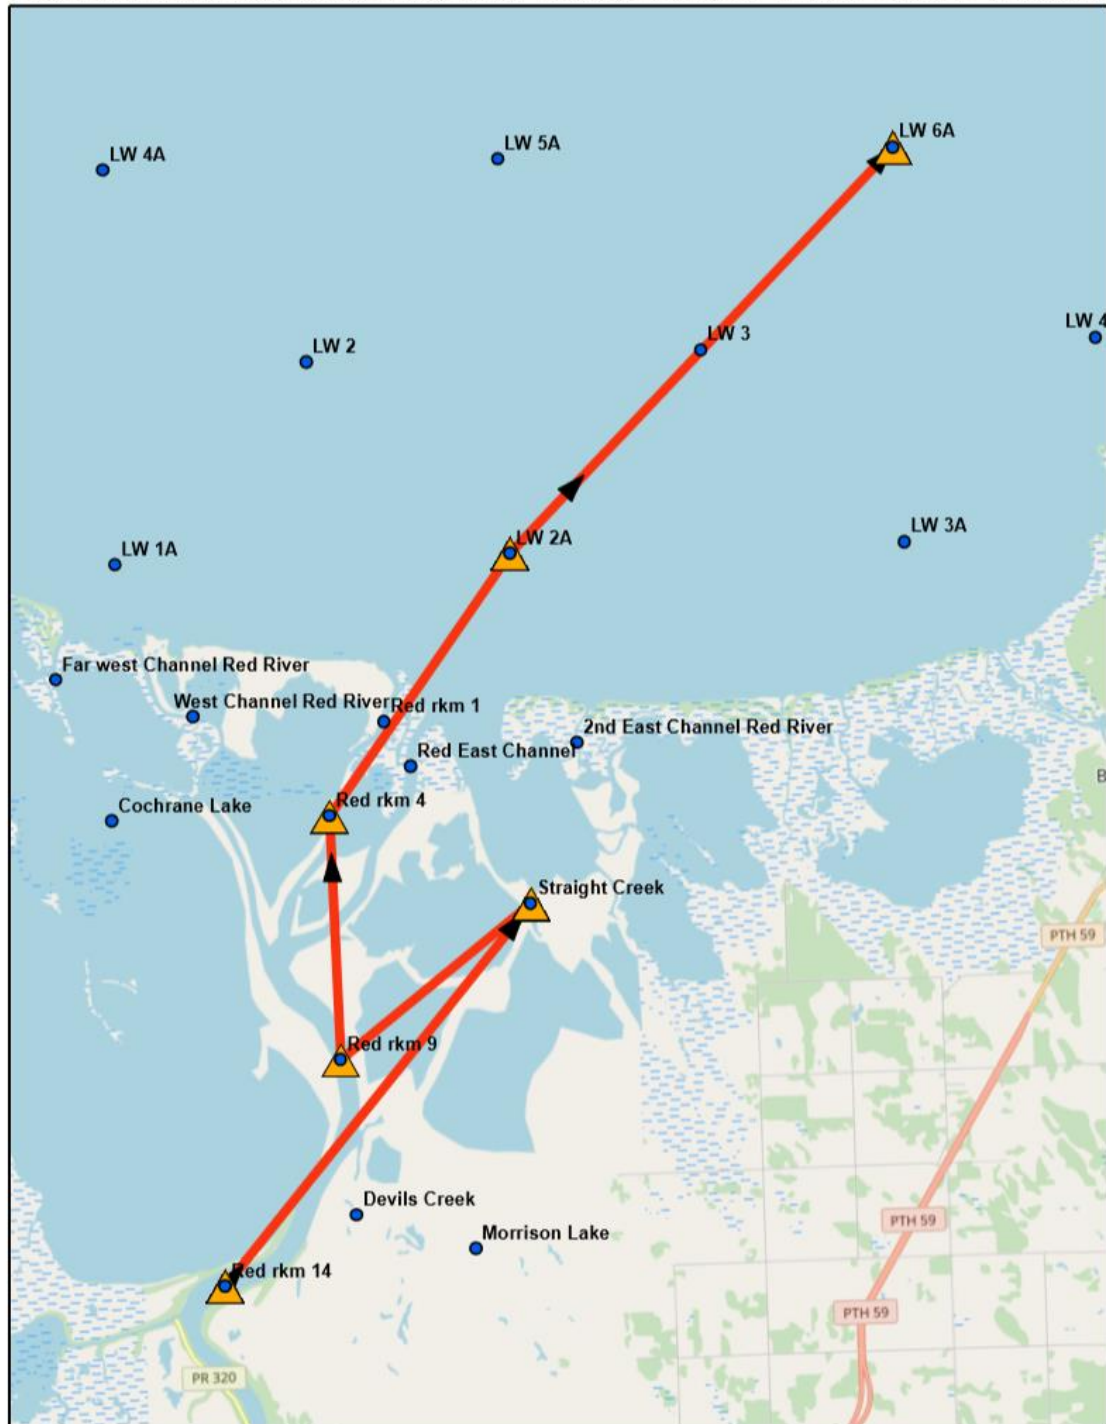 LW 6A
LW 5A
LW 4A
LW 4
LW 3
LW 2
LW 2A
LW 3A
LW 1A
Far west Channel Red River
West Channel Red River
Red rkm 1
2nd East Channel Red River
Red East Channel
B
Red rkm 4
Cochrane Lake
Straight Creek
PTH 59
Red rkm 9
Devils Creek
PTH 59
Morrison Lake
Red rkm 14
PTH 59
PR 320